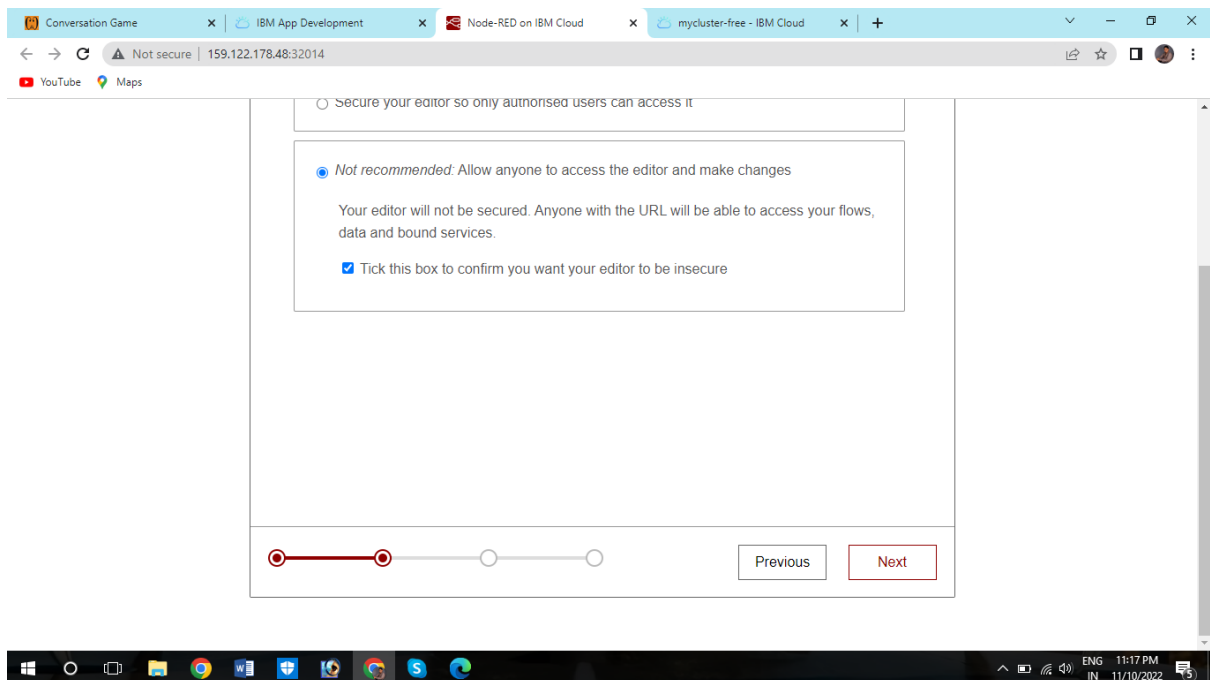 Conversation Game
IBM App Development
Node-RED on IBM Cloud
mycluster-free - IBM Cloud
Not secure | 159.122.178.48:32014
YouTube
Maps
Secure your editor so only authorised users can access it
Not recommended: Allow anyone to access the editor and make changes
Your editor will not be secured. Anyone with the URL will be able to access your flows,
data and bound services.
Tick this box to confirm you want your editor to be insecure
Previous
Next
ENG 11:17 PM
IN 11/10/2022
5